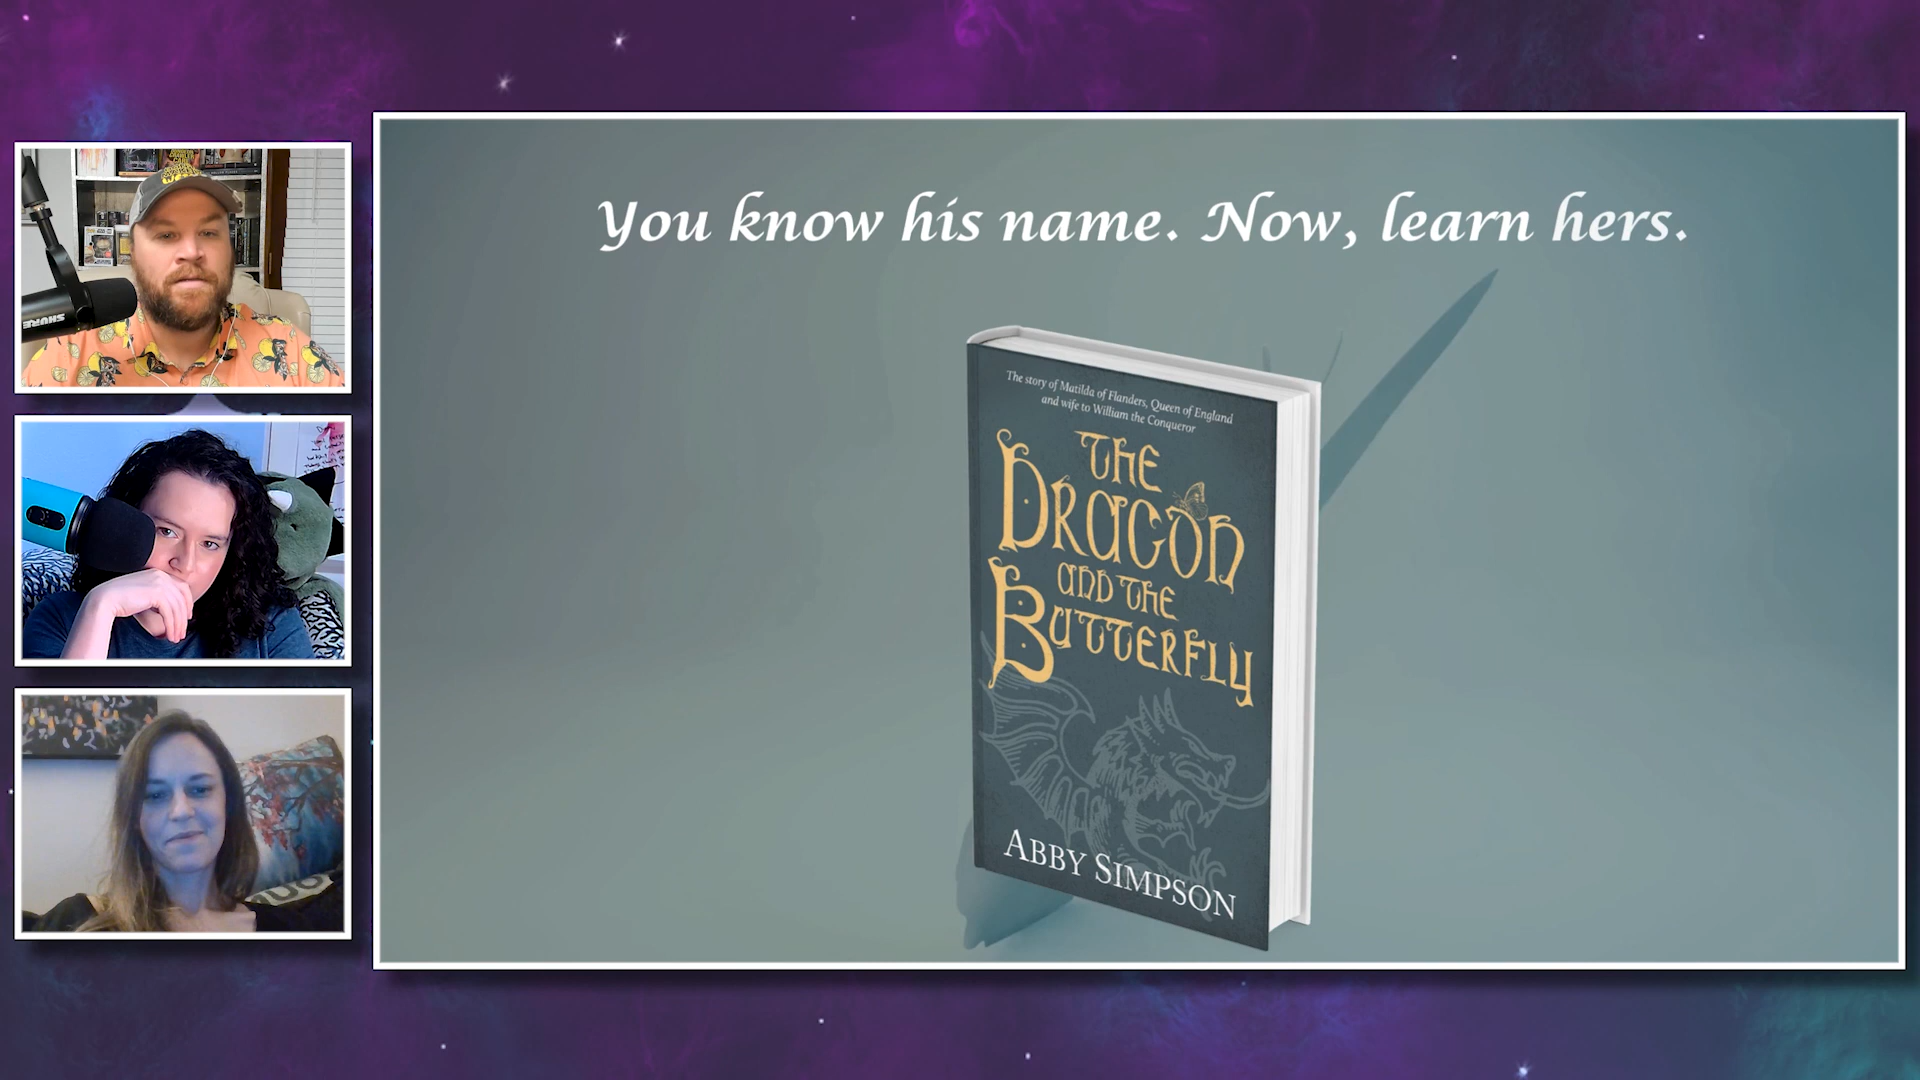 You know his name. Now, learn hers.
The story of Matilda of Flanders, Queen of England
and wife to William the Conqueror
THE
DRAGON
AND THE
BUTTERFLY
ABBY SIMPSON
SHURE